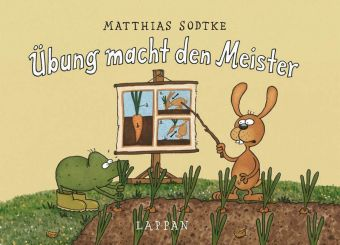 MATTHIAS SODTKE
Übung macht den Meister
LAPPAN